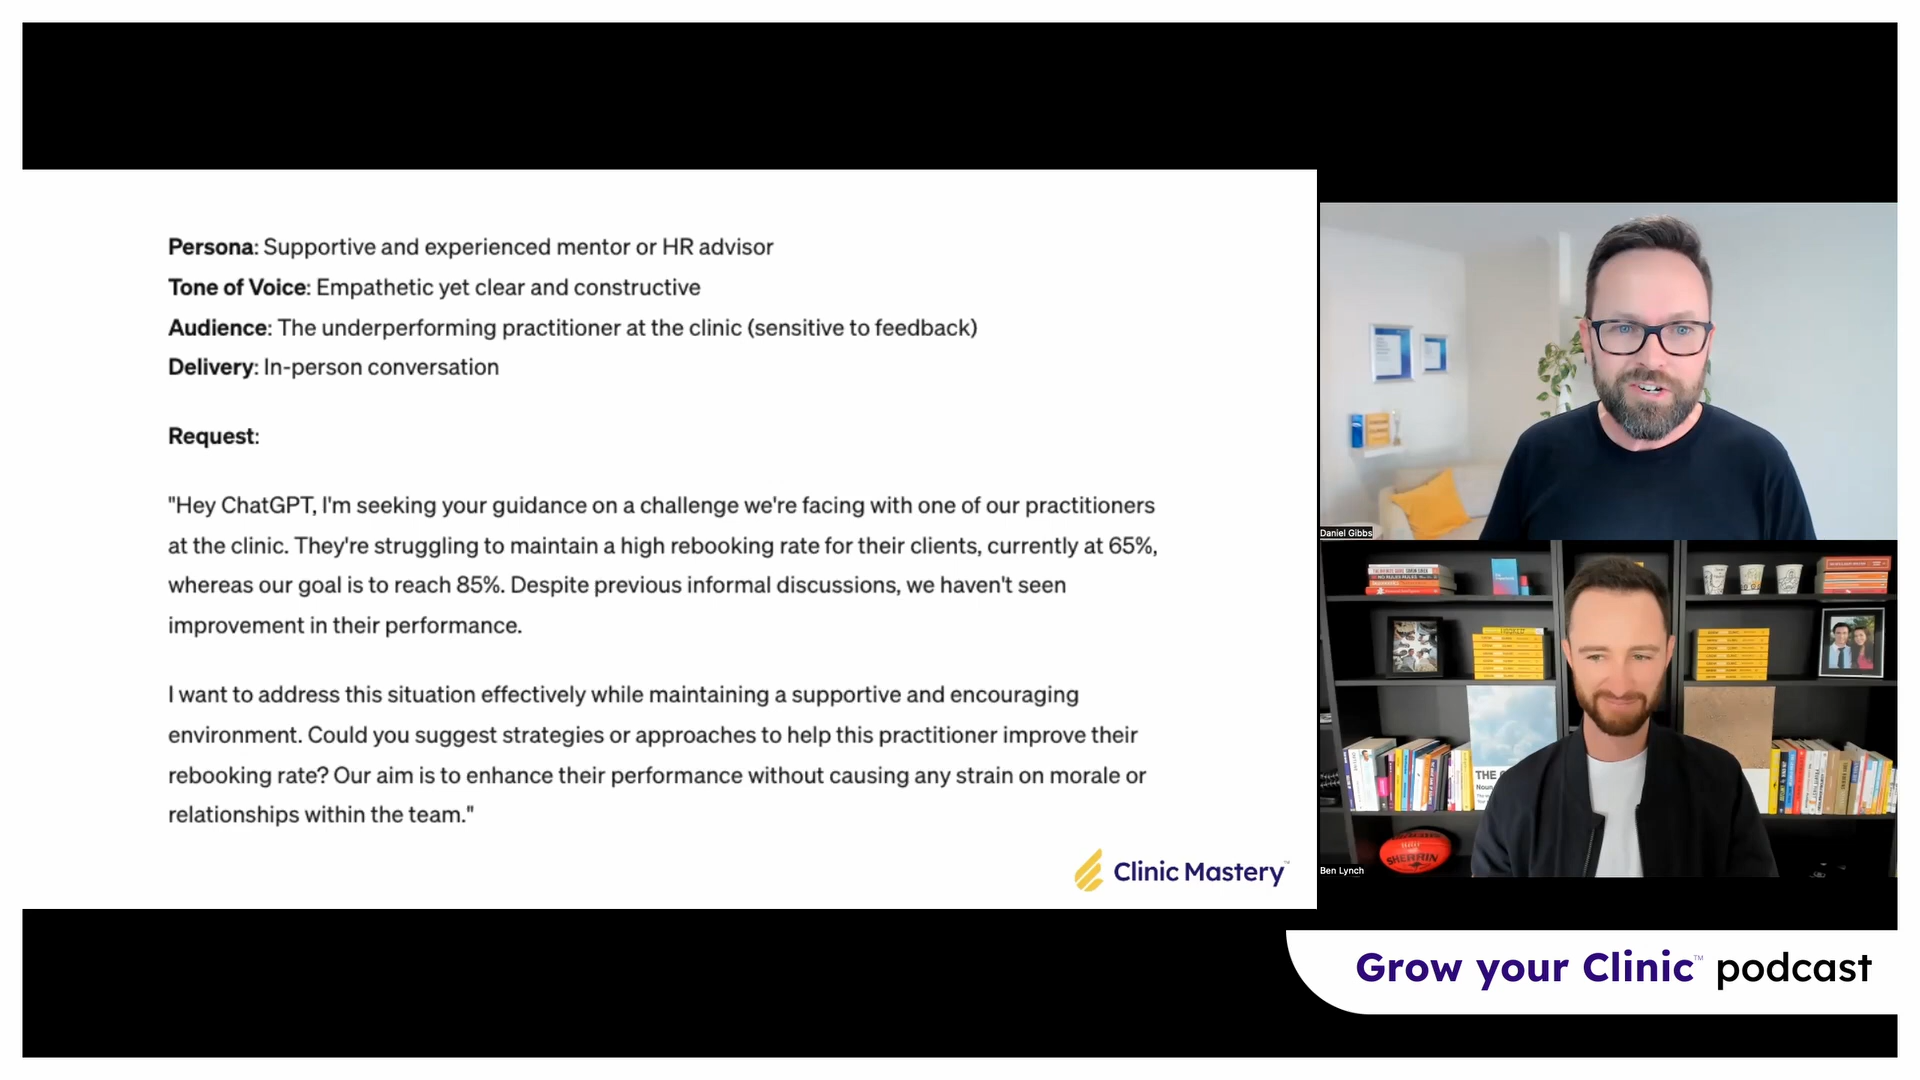 Persona: Supportive and experienced mentor or HR advisor
Tone of Voice: Empathetic yet clear and constructive
Audience: The underperforming practitioner at the clinic (sensitive to feedback)
Delivery: In-person conversation
Request:
"Hey ChatGPT, I'm seeking your guidance on a challenge we're facing with one of our practitioners
at the clinic. They're struggling to maintain a high rebooking rate for their clients, currently at 65%,
whereas our goal is to reach 85%. Despite previous informal discussions, we haven't seen
improvement in their performance.
I want to address this situation effectively while maintaining a supportive and encouraging
environment. Could you suggest strategies or approaches to help this practitioner improve their
rebooking rate? Our aim is to enhance their performance without causing any strain on morale or
relationships within the team."
Clinic Mastery
Daniel Gibbs
NO RULES RULES
THE
Noun
SHERRIN
Ben Lynch
Grow your Clinic™ podcast